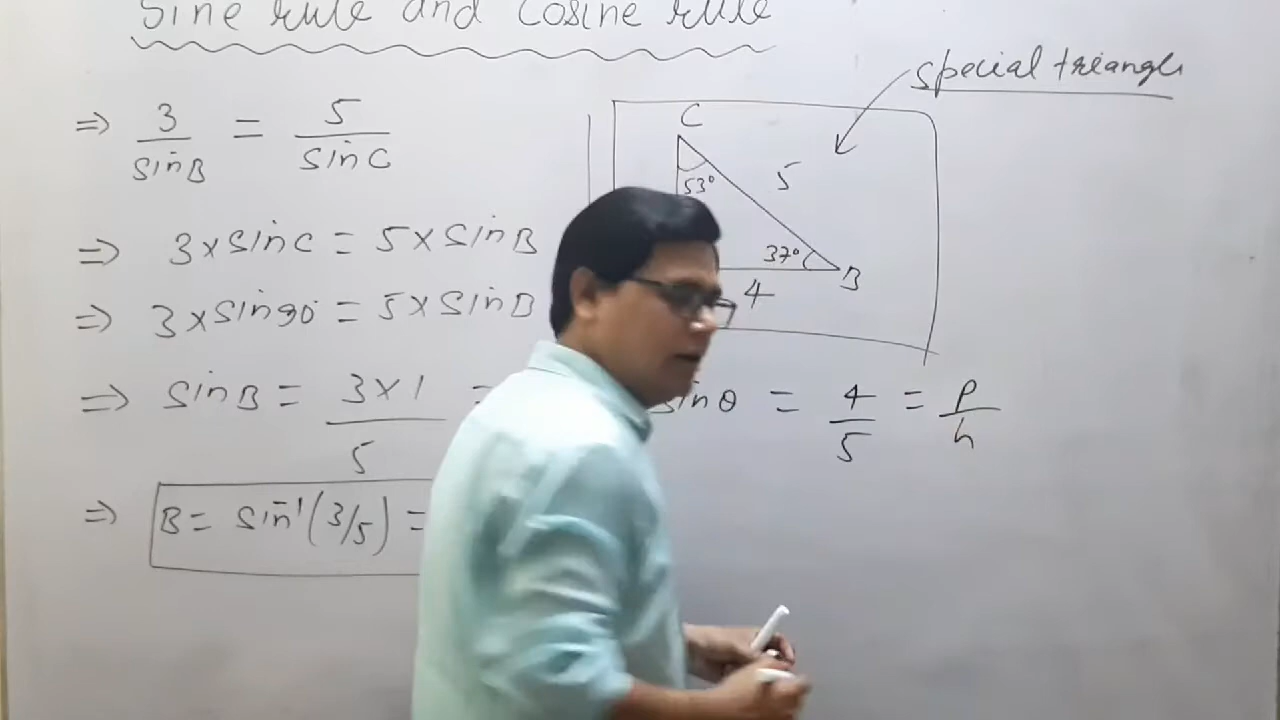 Sine rule and Cosine rule
special triangle
⇒ 3/sinB = 5/sinC
C
53°
5
37°
B
4
⇒ 3×sinC = 5×sinB
⇒ 3×sin90° = 5×sinB
⇒ sinB = 3×1/5 =
sinθ = 4/5 = p/h
⇒ B = sin⁻¹(3/5) =